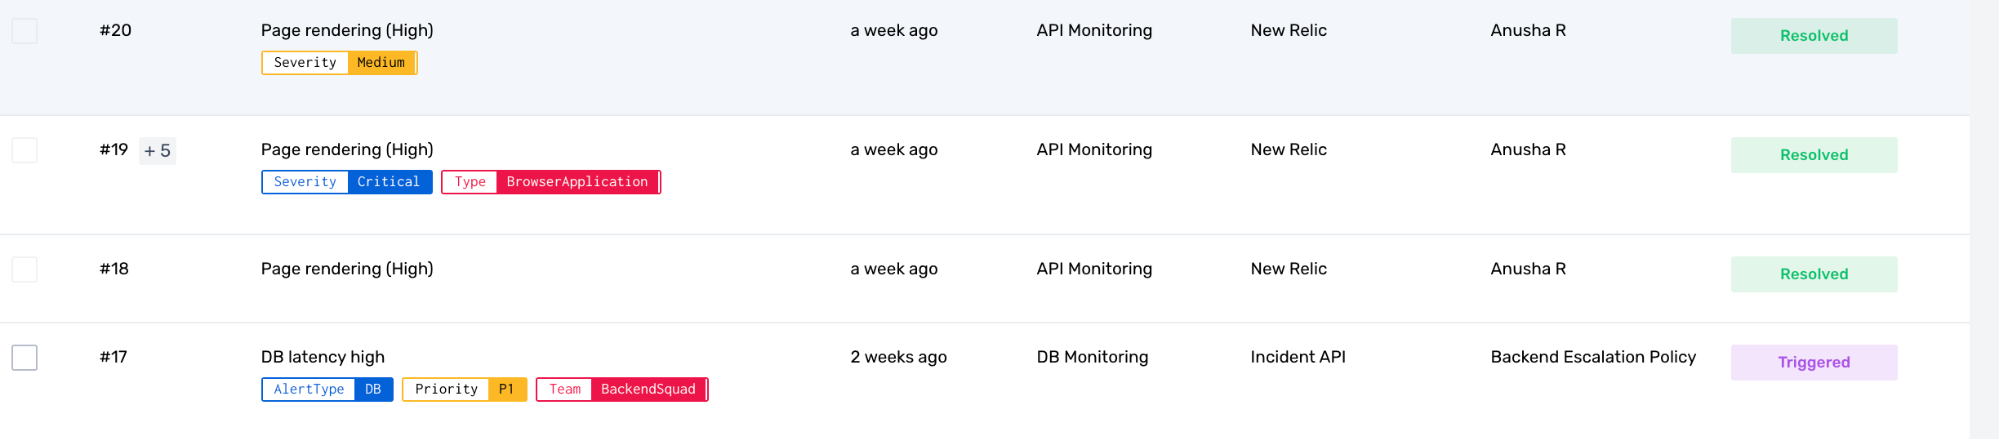 #20 Page rendering (High) a week ago API Monitoring New Relic Anusha R Resolved
Severity Medium
#19 + 5 Page rendering (High) a week ago API Monitoring New Relic Anusha R Resolved
Severity Critical Type BrowserApplication
#18 Page rendering (High) a week ago API Monitoring New Relic Anusha R Resolved
#17 DB latency high 2 weeks ago DB Monitoring Incident API Backend Escalation Policy Triggered
AlertType DB Priority P1 Team BackendSquad